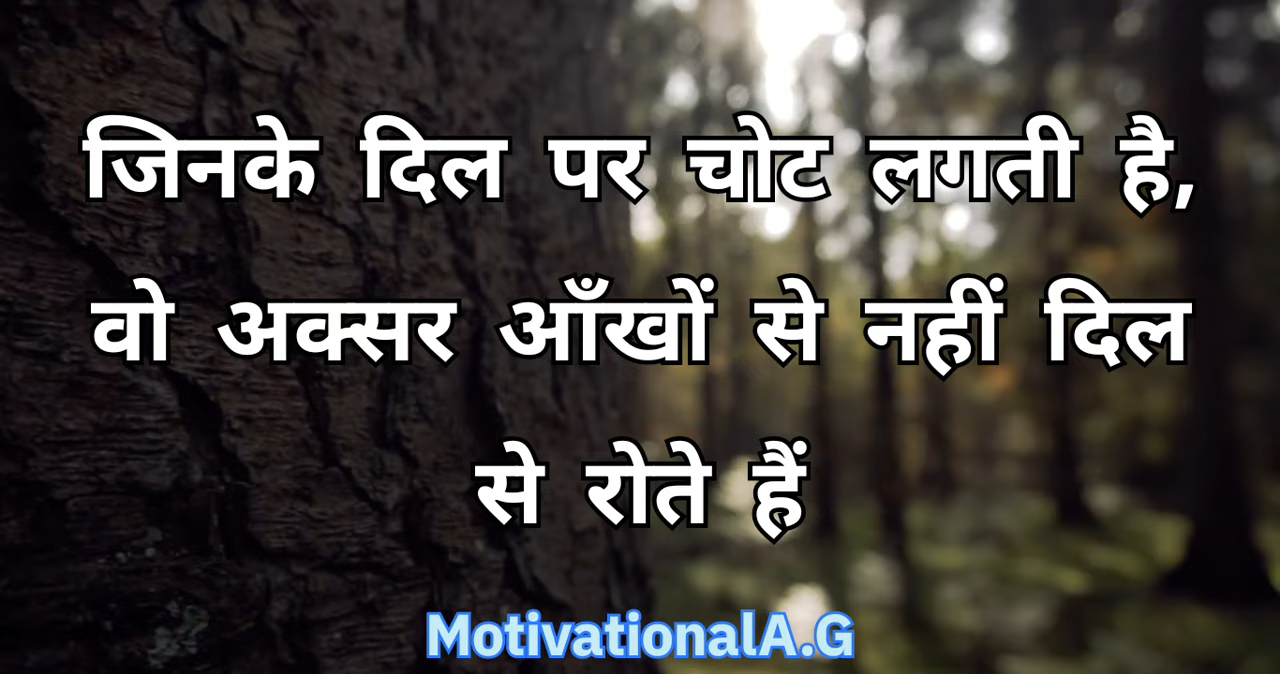 जिनके दिल पर चोट लगती है,
वो अक्सर आँखों से नहीं दिल
से रोते हैं
MotivationalA.G